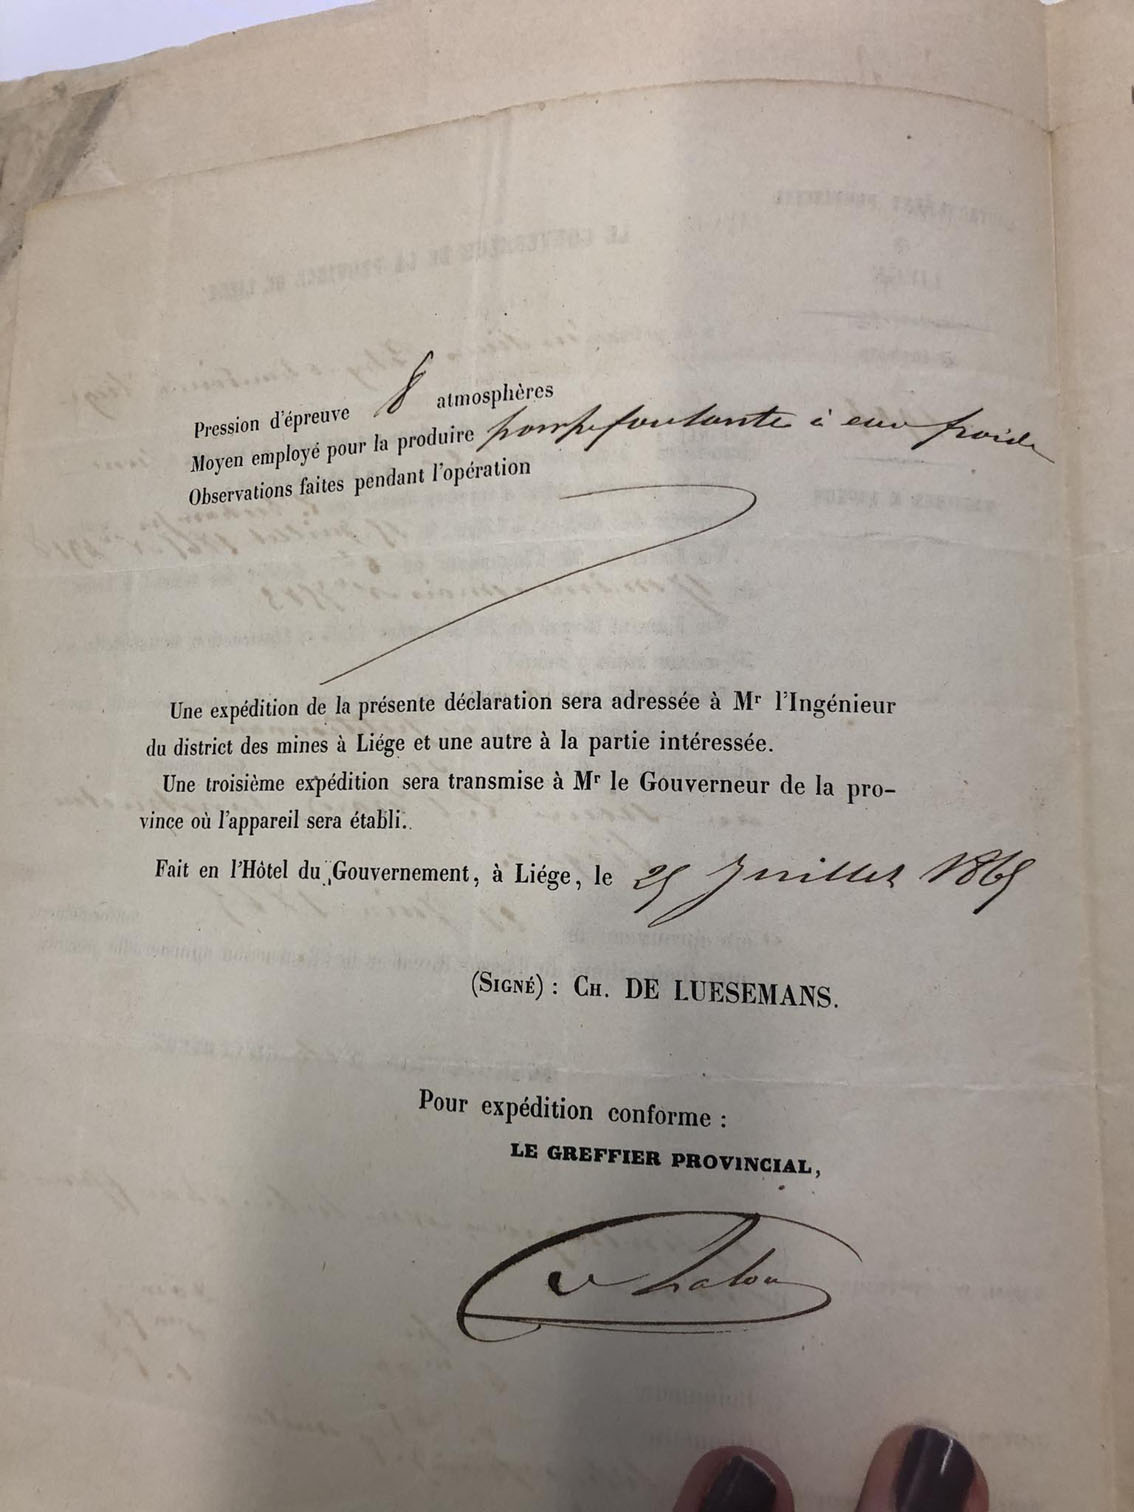 Pression d'épreuve 8 atmosphères
Moyen employé pour la produire pompe foulante à eau froide
Observations faites pendant l'opération
Une expédition de la présente déclaration sera adressée à Mr l'Ingénieur
du district des mines à Liége et une autre à la partie intéressée.
Une troisième expédition sera transmise à Mr le Gouverneur de la pro-
vince où l'appareil sera établi.
Fait en l'Hôtel du Gouvernement, à Liége, le 25 Juillet 1865
(SIGNÉ) : CH. DE LUESEMANS.
Pour expédition conforme :
LE GREFFIER PROVINCIAL,